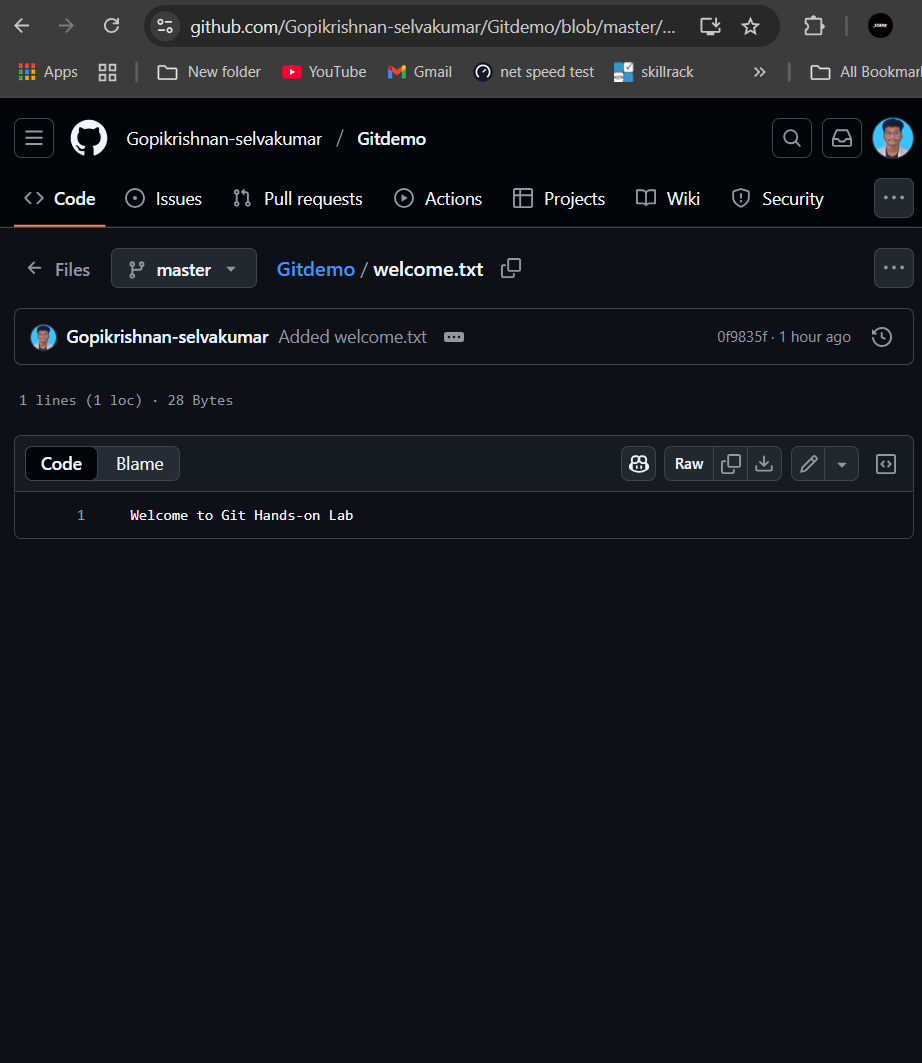 github.com/Gopikrishnan-selvakumar/Gitdemo/blob/master/...
Apps New folder YouTube Gmail net speed test skillrack » All Bookmar
Gopikrishnan-selvakumar / Gitdemo
Code Issues Pull requests Actions Projects Wiki Security
Files master Gitdemo / welcome.txt
Gopikrishnan-selvakumar Added welcome.txt 0f9835f · 1 hour ago
1 lines (1 loc) · 28 Bytes
Code Blame Raw
1 Welcome to Git Hands-on Lab